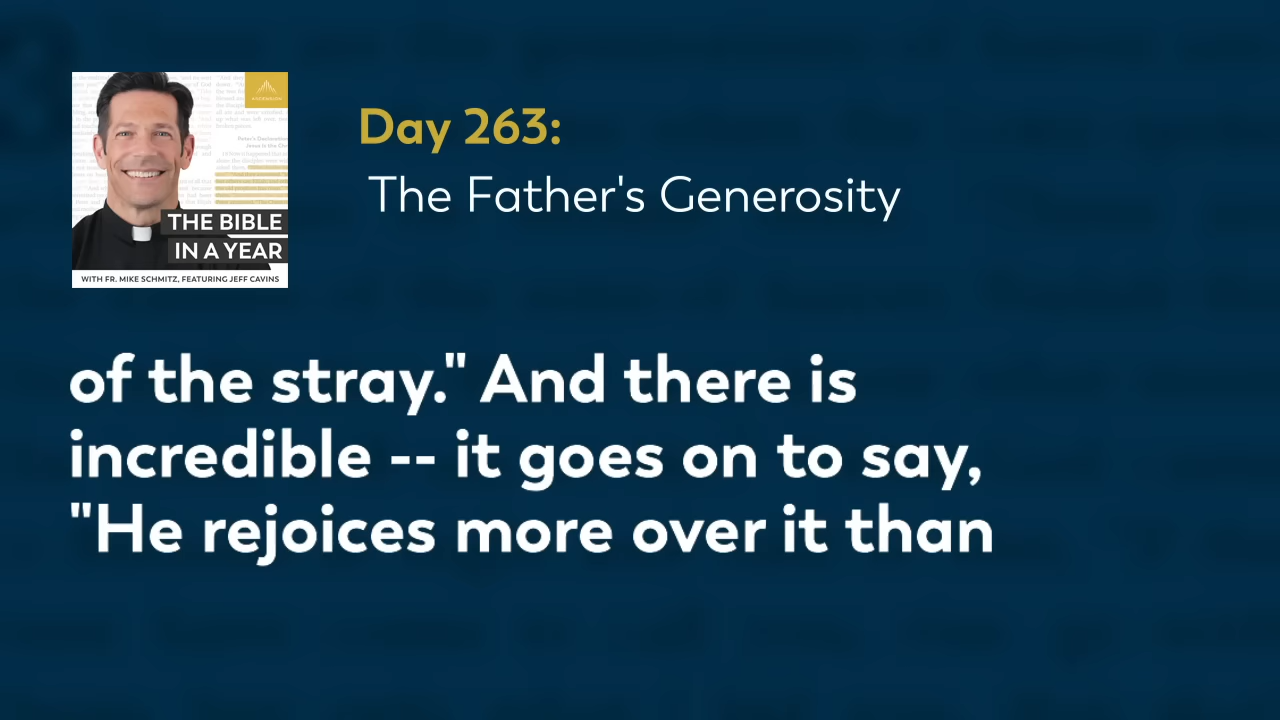 ASCENSION
THE BIBLE
IN A YEAR
WITH FR. MIKE SCHMITZ, FEATURING JEFF CAVINS
Day 263:
The Father's Generosity
of the stray." And there is
incredible -- it goes on to say,
"He rejoices more over it than